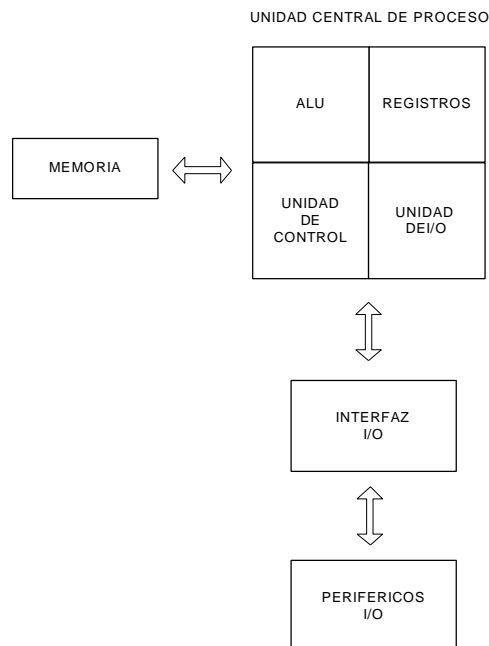 UNIDAD CENTRAL DE PROCESO
ALU
REGISTROS
MEMORIA
UNIDAD
DE
CONTROL
UNIDAD
DEI/O
INTERFAZ
I/O
PERIFERICOS
I/O